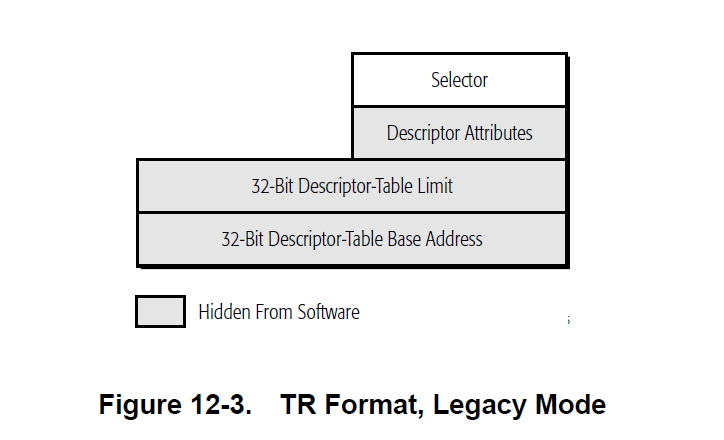 Selector
Descriptor Attributes
32-Bit Descriptor-Table Limit
32-Bit Descriptor-Table Base Address
Hidden From Software
;
Figure 12-3. TR Format, Legacy Mode